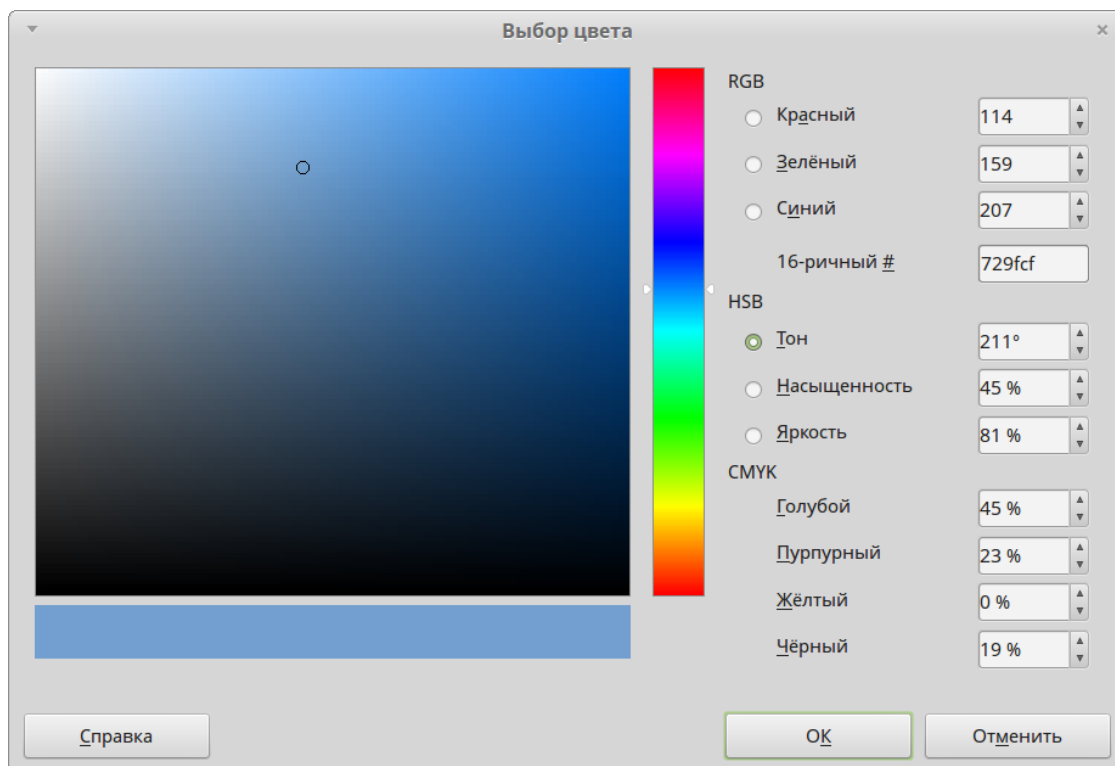 Выбор цвета
RGB
Красный 114
Зелёный 159
Синий 207
16-ричный # 729fcf
HSB
Тон 211°
Насыщенность 45 %
Яркость 81 %
CMYK
Голубой 45 %
Пурпурный 23 %
Жёлтый 0 %
Чёрный 19 %
Справка ОК Отменить